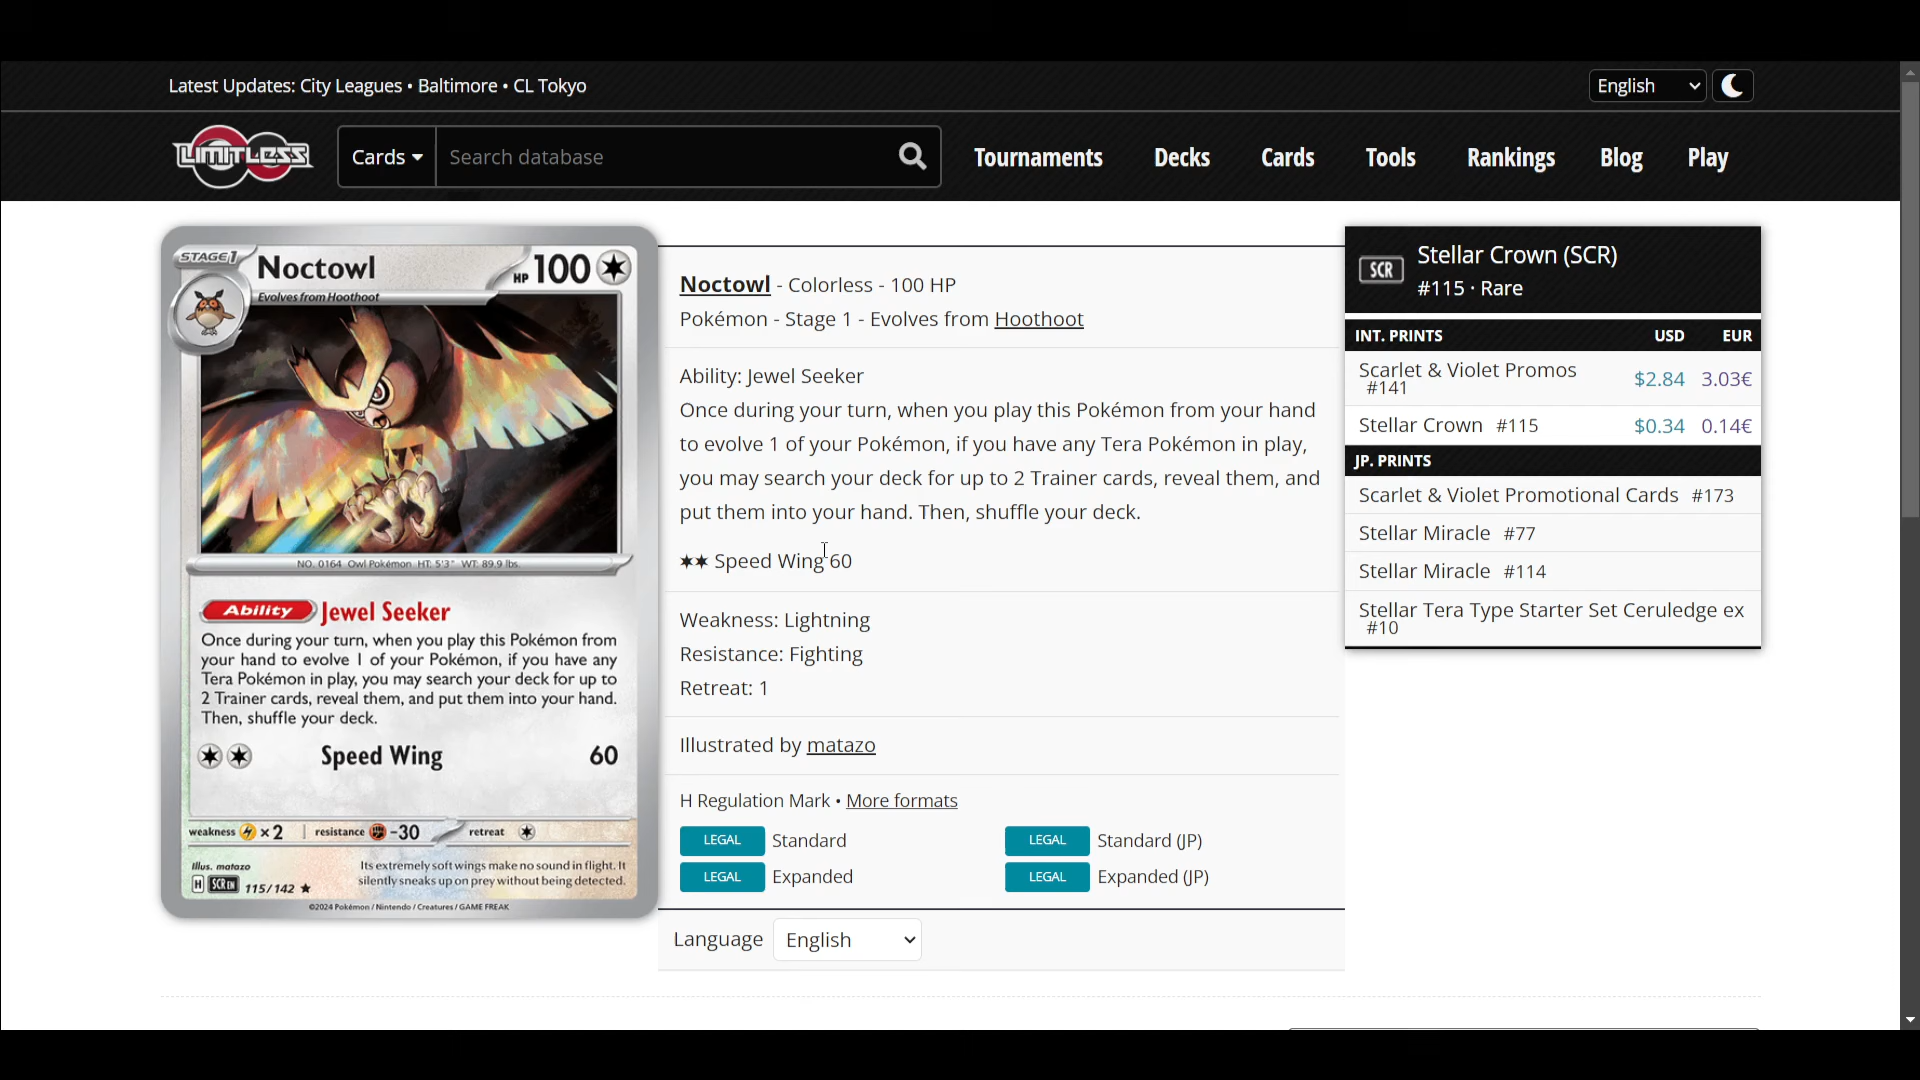 Latest Updates: City Leagues • Baltimore • CL Tokyo
English
LIMITLESS
Cards
Search database
Tournaments
Decks
Cards
Tools
Rankings
Blog
Play
STAGE 1
Noctowl
HP 100
Evolves from Hoothoot
NO. 0164 Owl Pokémon HT: 5'3" WT: 89.9 lbs.
Ability Jewel Seeker
Once during your turn, when you play this Pokémon from
your hand to evolve 1 of your Pokémon, if you have any
Tera Pokémon in play, you may search your deck for up to
2 Trainer cards, reveal them, and put them into your hand.
Then, shuffle your deck.
Speed Wing 60
weakness ×2 resistance -30 retreat
Illus. matazo
H SCR EN 115/142 ★
Its extremely soft wings make no sound in flight. It
silently sneaks up on prey without being detected.
©2024 Pokémon / Nintendo / Creatures / GAME FREAK
Noctowl - Colorless - 100 HP
Pokémon - Stage 1 - Evolves from Hoothoot
Ability: Jewel Seeker
Once during your turn, when you play this Pokémon from your hand
to evolve 1 of your Pokémon, if you have any Tera Pokémon in play,
you may search your deck for up to 2 Trainer cards, reveal them, and
put them into your hand. Then, shuffle your deck.
✶✶ Speed Wing 60
Weakness: Lightning
Resistance: Fighting
Retreat: 1
Illustrated by matazo
H Regulation Mark • More formats
LEGAL Standard
LEGAL Standard (JP)
LEGAL Expanded
LEGAL Expanded (JP)
Language English
SCR
Stellar Crown (SCR)
#115 · Rare
INT. PRINTS USD EUR
Scarlet & Violet Promos
#141
$2.84 3.03€
Stellar Crown #115 $0.34 0.14€
JP. PRINTS
Scarlet & Violet Promotional Cards #173
Stellar Miracle #77
Stellar Miracle #114
Stellar Tera Type Starter Set Ceruledge ex
#10